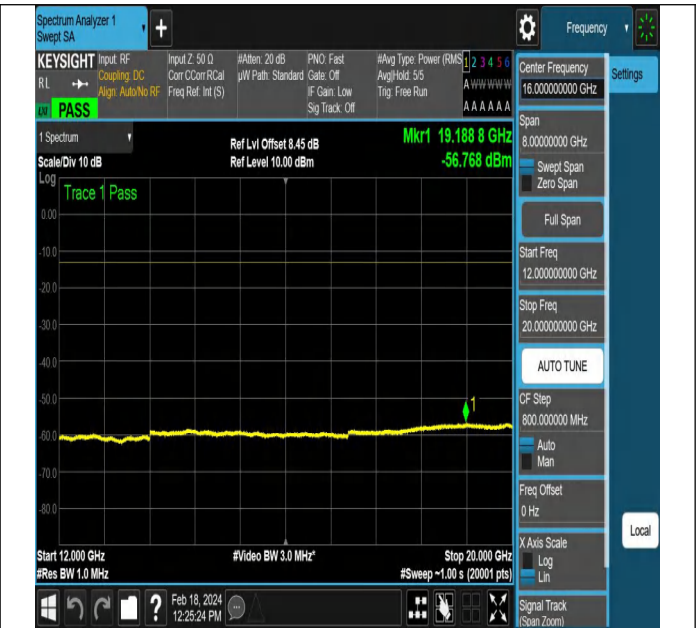 Spectrum Analyzer 1
Swept SA
+
Frequency
KEYSIGHT
RL
PASS
Input: RF
Coupling: DC
Align: Auto/No RF
Input Z: 50 Ω
Corr CCorr RCal
Freq Ref: Int (S)
#Atten: 20 dB
µW Path: Standard
PNO: Fast
Gate: Off
IF Gain: Low
Sig Track: Off
#Avg Type: Power (RMS
Avg|Hold: 5/5
Trig: Free Run
1 2 3 4 5 6
A W W W W W
A A A A A A
1 Spectrum
Scale/Div 10 dB
Ref Lvl Offset 8.45 dB
Ref Level 10.00 dBm
Mkr1 19.188 8 GHz
-56.768 dBm
Log
Trace 1 Pass
0.00
-10.0
-20.0
-30.0
-40.0
-50.0
-60.0
-70.0
-80.0
1
Start 12.000 GHz
#Res BW 1.0 MHz
#Video BW 3.0 MHz*
Stop 20.000 GHz
#Sweep ~1.00 s (20001 pts)
?
Feb 18, 2024
12:25:24 PM
Center Frequency
16.000000000 GHz
Settings
Span
8.00000000 GHz
Swept Span
Zero Span
Full Span
Start Freq
12.000000000 GHz
Stop Freq
20.000000000 GHz
AUTO TUNE
CF Step
800.000000 MHz
Auto
Man
Freq Offset
0 Hz
Local
X Axis Scale
Log
Lin
Signal Track
(Span Zoom)